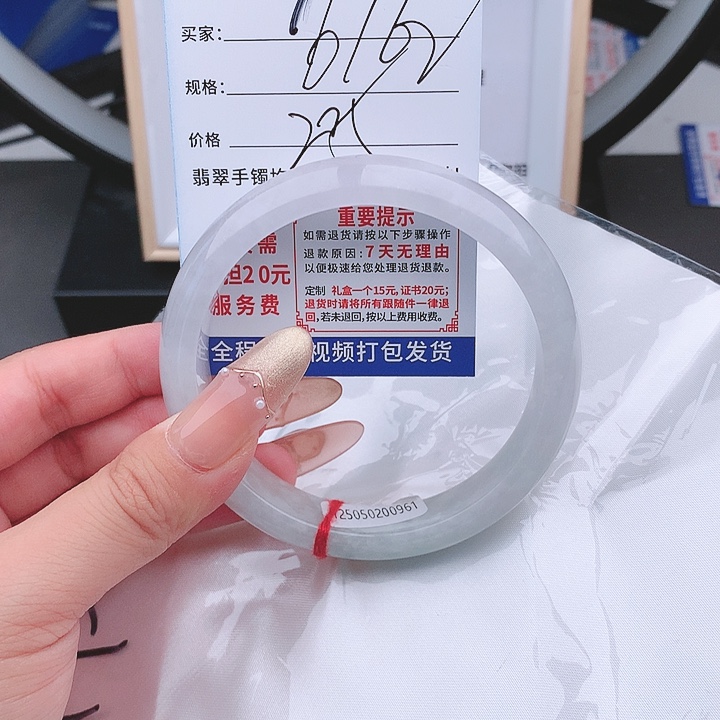 买家:
规格:
价格
翡翠手镯
重要提示
需
如需退货请按以下步骤操作
担20元
退款原因:7天无理由
以便极速给您处理退货退款。
服务费
定制 礼盒一个15元,证书20元;
退货时请将所有跟随件一律退
回,若未退回,按以上费用收费。
全程 视频打包发货
125050200961